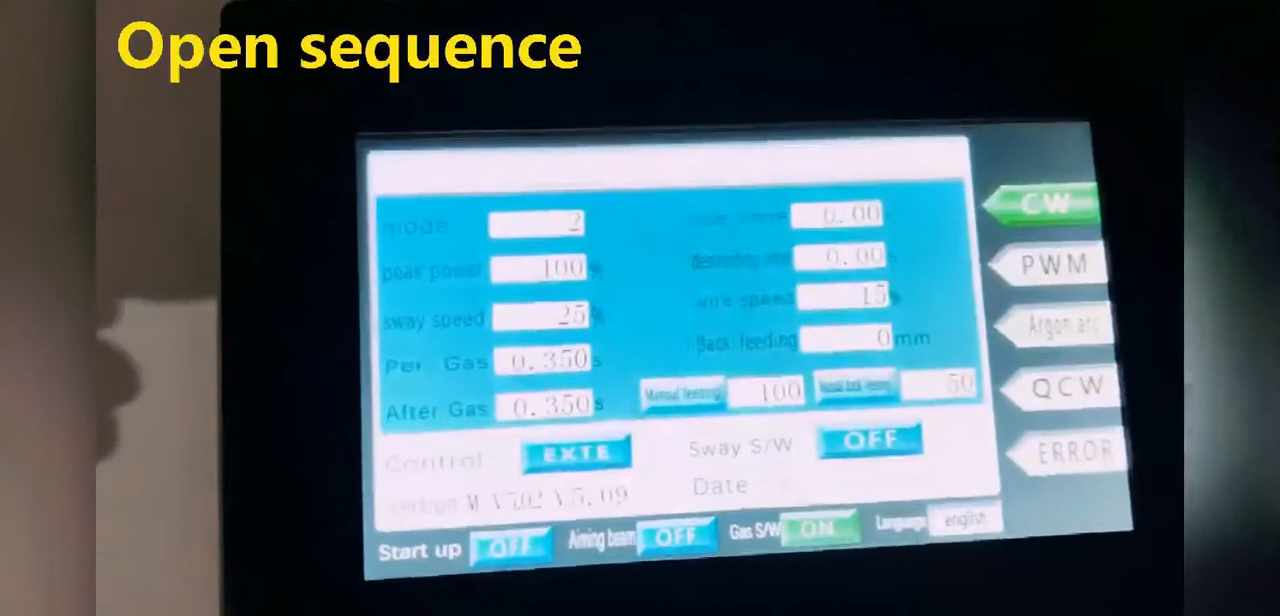 Open sequence
mode 2
0.00
CW
peak power 100 %
0.00 s
PWM
sway speed 25 %
wire speed 15 %
Argon arc
Per Gas 0.350 s
Back feeding 0 mm
QCW
After Gas 0.350 s
Manual feeding 100
50
Control EXTE
Sway S/W OFF
ERROR
Date
Start up OFF
Aiming beam OFF
Gas S/W ON
Language english